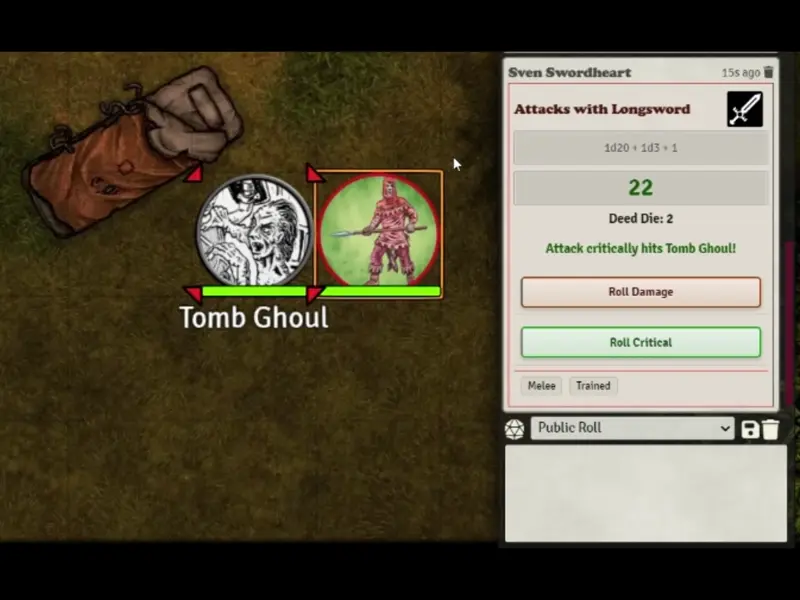 Sven Swordheart
15s ago
Attacks with Longsword
1d20 + 1d3 + 1
22
Deed Die: 2
Attack critically hits Tomb Ghoul!
Roll Damage
Roll Critical
Melee
Trained
Public Roll
Tomb Ghoul